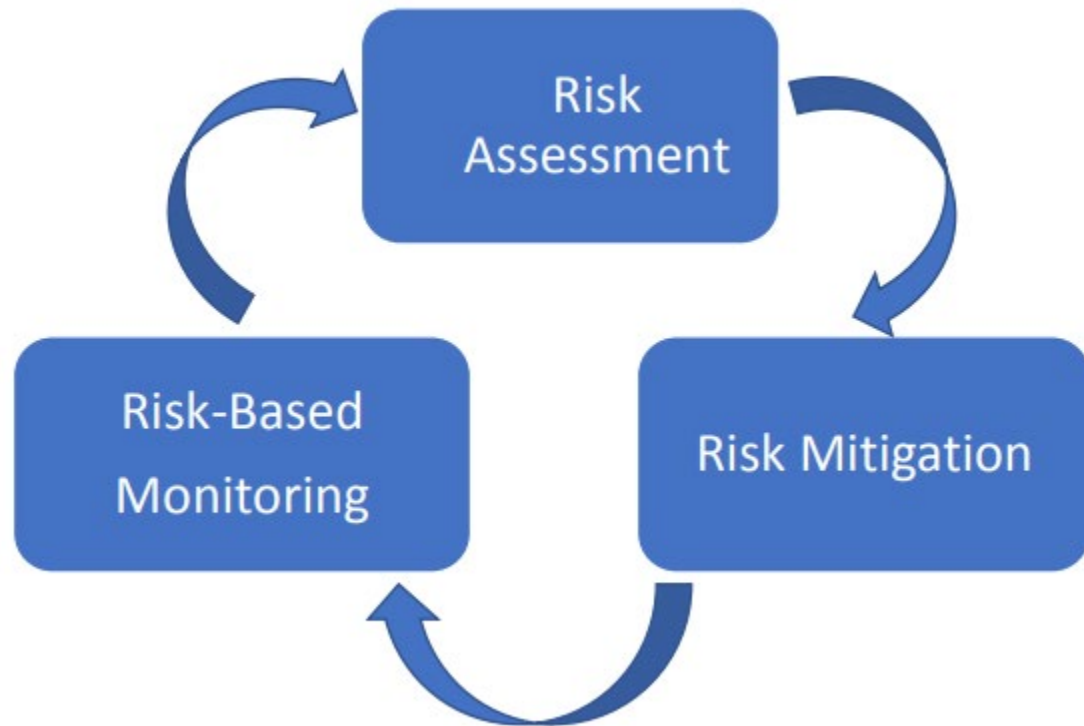 Risk
Assessment
Risk-Based
Monitoring
Risk Mitigation